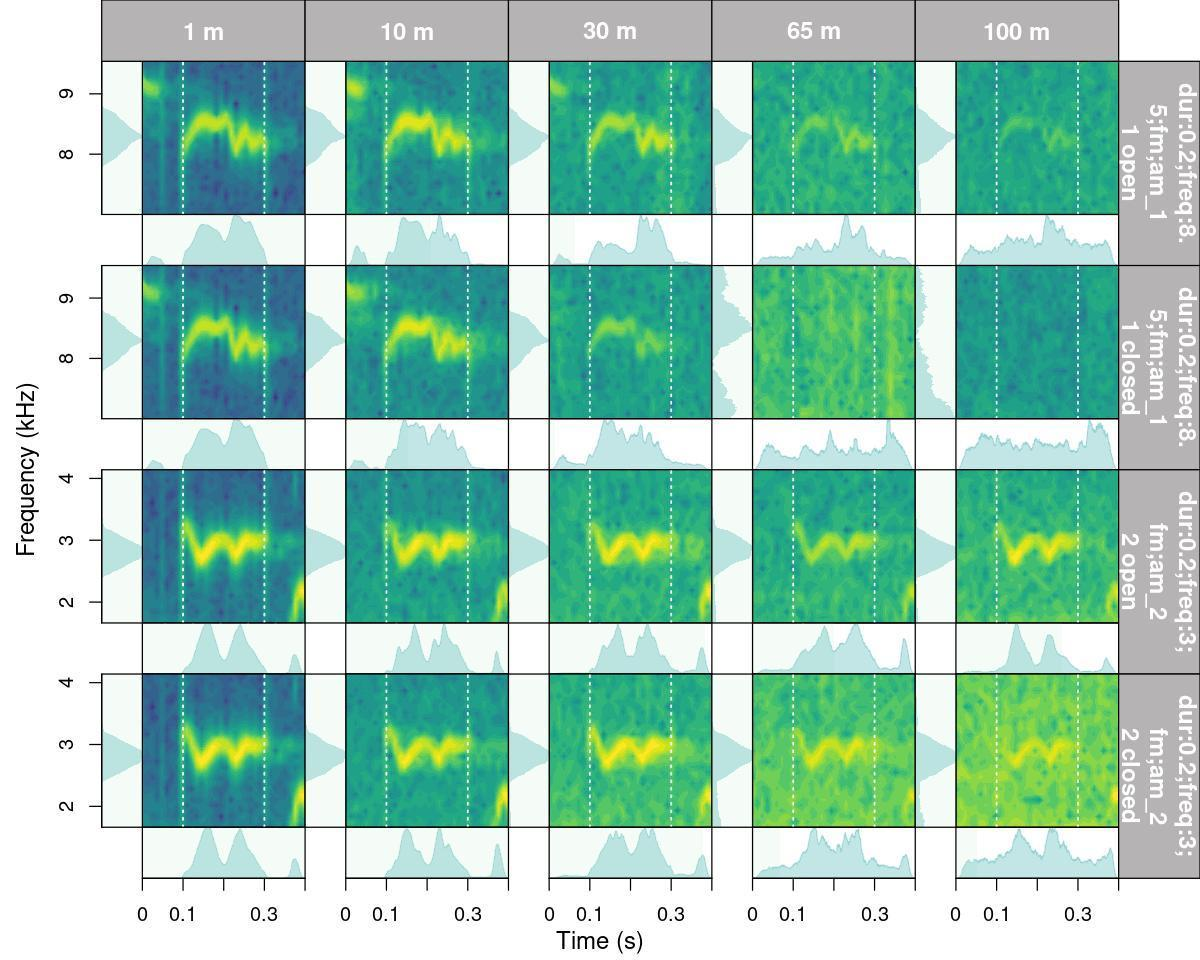 1 m
10 m
30 m
65 m
100 m
9
8
dur:0.2;freq:8.
5;fm;am_1
1 open
9
8
dur:0.2;freq:8.
5;fm;am_1
1 closed
Frequency (kHz)
4
3
2
dur:0.2;freq:3;
fm;am_2
2 open
4
3
2
dur:0.2;freq:3;
fm;am_2
2 closed
0 0.1 0.3
0 0.1 0.3
0 0.1 0.3
0 0.1 0.3
0 0.1 0.3
Time (s)